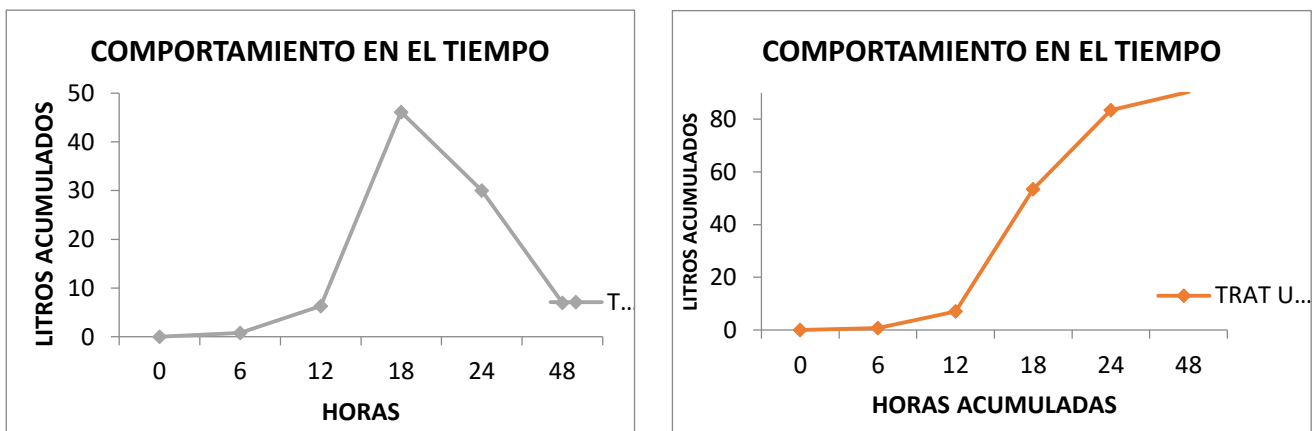 COMPORTAMIENTO EN EL TIEMPO
LITROS ACUMULADOS
50
40
30
20
10
0
0 6 12 18 24 48
HORAS
T...
COMPORTAMIENTO EN EL TIEMPO
LITROS ACUMULADOS
80
60
40
20
0
0 6 12 18 24 48
HORAS ACUMULADAS
TRAT U...